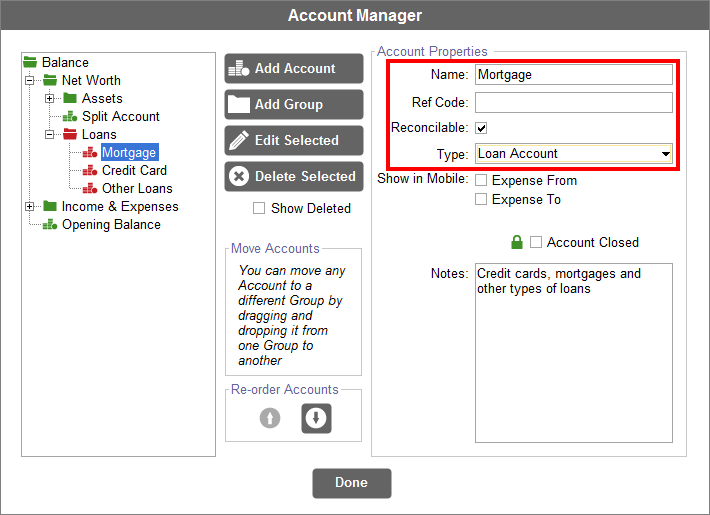 Account Manager
Balance
Net Worth
Assets
Split Account
Loans
Mortgage
Credit Card
Other Loans
Income & Expenses
Opening Balance
Add Account
Add Group
Edit Selected
Delete Selected
Show Deleted
Move Accounts
You can move any
Account to a
different Group by
dragging and
dropping it from
one Group to
another
Re-order Accounts
Account Properties
Name: Mortgage
Ref Code:
Reconcilable:
Type: Loan Account
Show in Mobile: Expense From
Expense To
Account Closed
Notes: Credit cards, mortgages and
other types of loans
Done